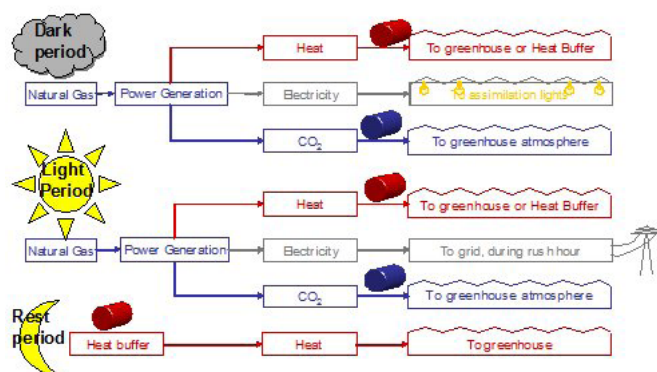 Dark
period
Heat
To greenhouse or Heat Buffer
Natural Gas
Power Generation
Electricity
To assimilation lights
CO₂
To greenhouse atmosphere
Light
Period
Heat
To greenhouse or Heat Buffer
Natural Gas
Power Generation
Electricity
To grid, during rush hour
CO₂
To greenhouse atmosphere
Rest
period
Heat buffer
Heat
To greenhouse